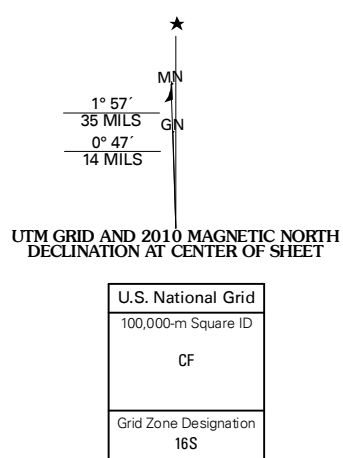 MN
1° 57´
35 MILS
GN
0° 47´
14 MILS
UTM GRID AND 2010 MAGNETIC NORTH
DECLINATION AT CENTER OF SHEET
U.S. National Grid
100,000-m Square ID
CF
Grid Zone Designation
16S